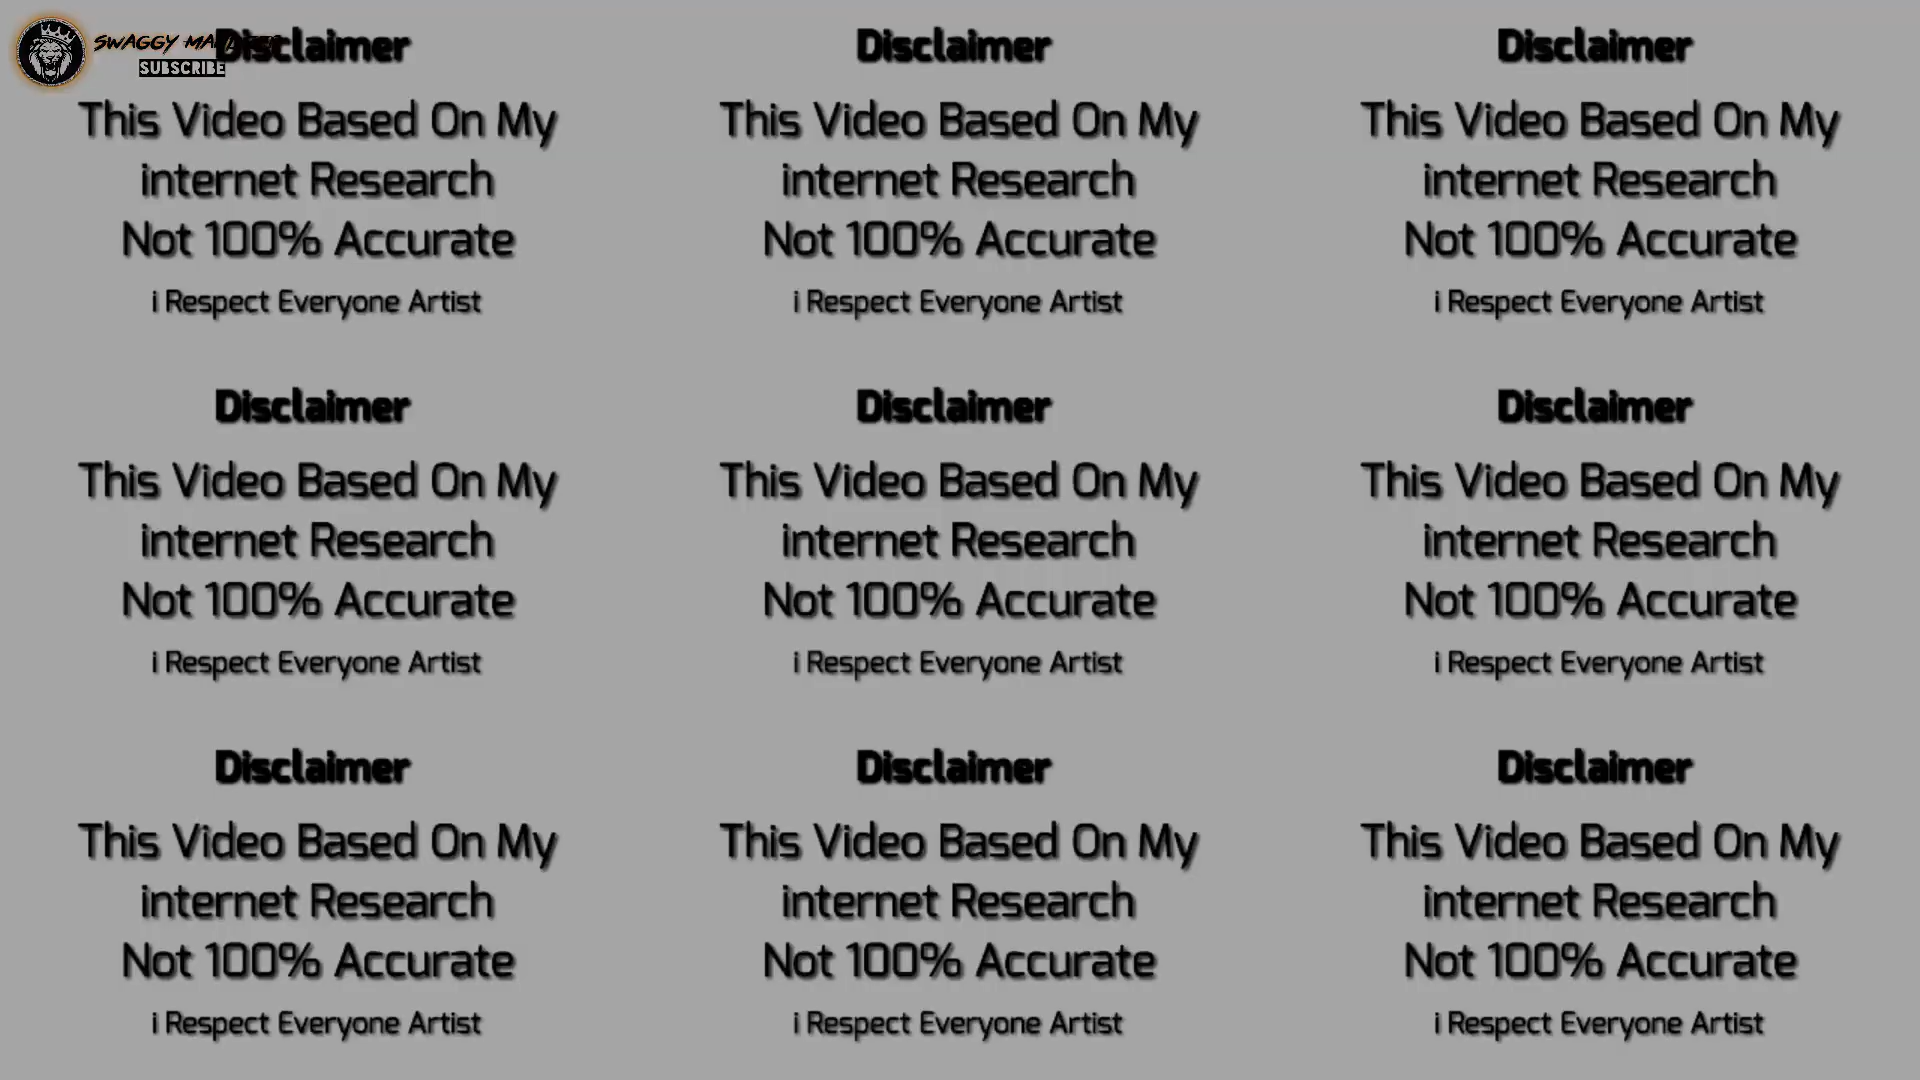 SWAGGY
SUBSCRIBE
Disclaimer
This Video Based On My
internet Research
Not 100% Accurate
i Respect Everyone Artist
Disclaimer
This Video Based On My
internet Research
Not 100% Accurate
i Respect Everyone Artist
Disclaimer
This Video Based On My
internet Research
Not 100% Accurate
i Respect Everyone Artist
Disclaimer
This Video Based On My
internet Research
Not 100% Accurate
i Respect Everyone Artist
Disclaimer
This Video Based On My
internet Research
Not 100% Accurate
i Respect Everyone Artist
Disclaimer
This Video Based On My
internet Research
Not 100% Accurate
i Respect Everyone Artist
Disclaimer
This Video Based On My
internet Research
Not 100% Accurate
i Respect Everyone Artist
Disclaimer
This Video Based On My
internet Research
Not 100% Accurate
i Respect Everyone Artist
Disclaimer
This Video Based On My
internet Research
Not 100% Accurate
i Respect Everyone Artist